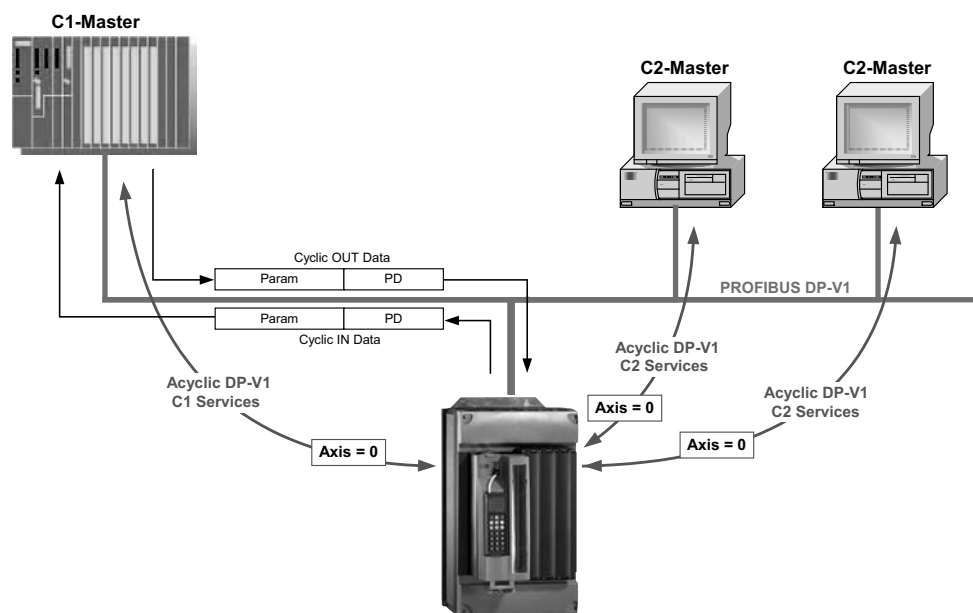 C1-Master
C2-Master
C2-Master
Cyclic OUT Data
Param
PD
PROFIBUS DP-V1
Param
PD
Cyclic IN Data
Acyclic DP-V1
C1 Services
Acyclic DP-V1
C2 Services
Acyclic DP-V1
C2 Services
Axis = 0
Axis = 0
Axis = 0